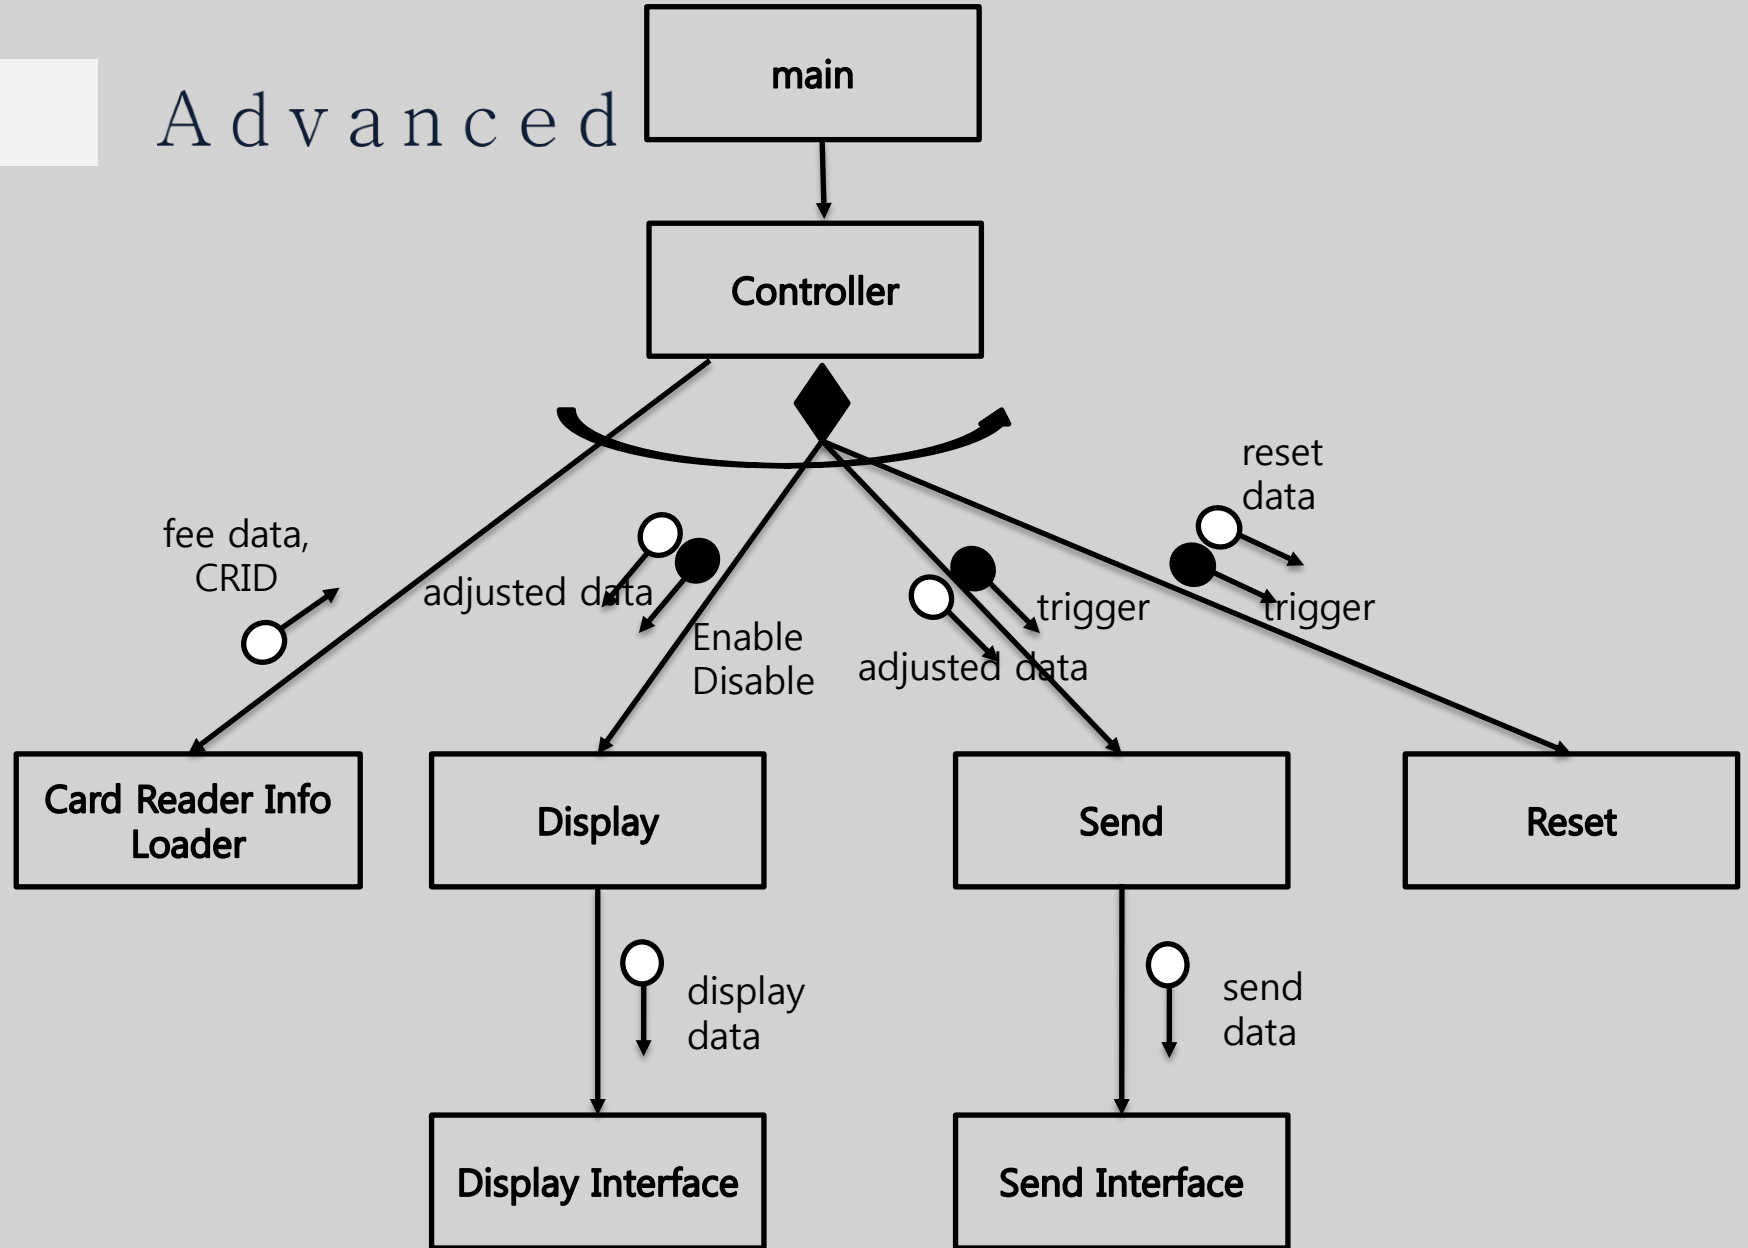 Advanced
main
Controller
reset
data
fee data,
CRID
adjusted data
trigger
trigger
Enable
Disable
adjusted data
Card Reader Info
Loader
Display
Send
Reset
display
data
send
data
Display Interface
Send Interface